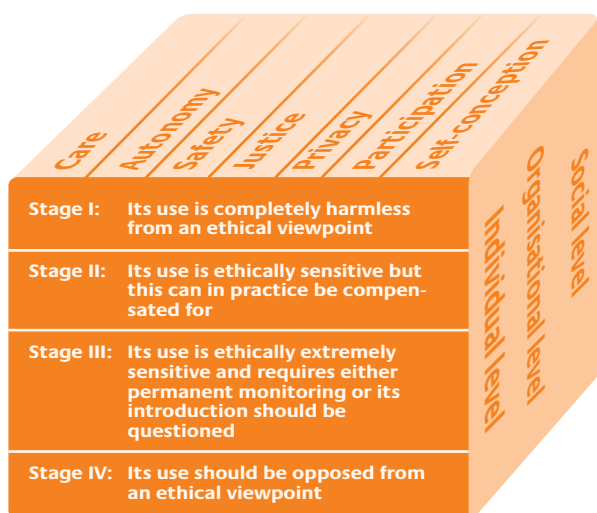 Care
Autonomy
Safety
Justice
Privacy
Participation
Self-conception
Stage I: Its use is completely harmless
from an ethical viewpoint
Stage II: Its use is ethically sensitive but
this can in practice be compen-
sated for
Stage III: Its use is ethically extremely
sensitive and requires either
permanent monitoring or its
introduction should be
questioned
Stage IV: Its use should be opposed from
an ethical viewpoint
Individual level
Organisational level
Social level